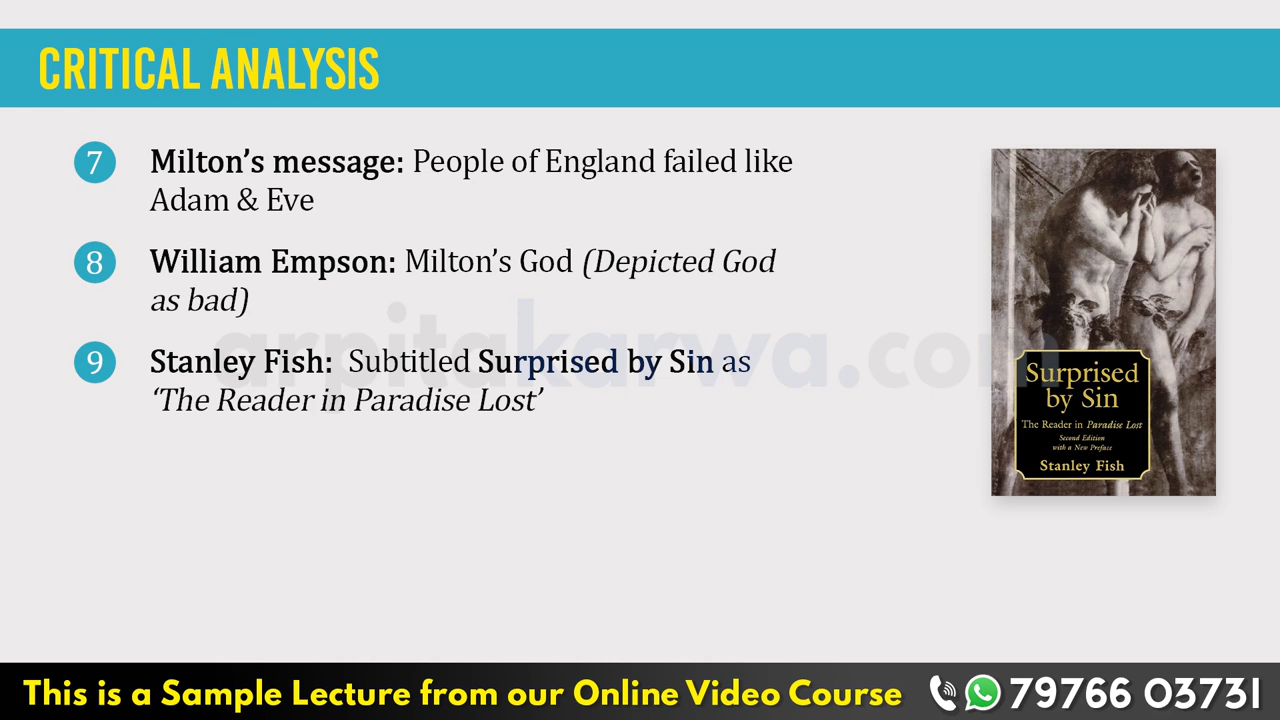 CRITICAL ANALYSIS
7 Milton's message: People of England failed like
Adam & Eve
8 William Empson: Milton's God (Depicted God
as bad)
9 Stanley Fish: Subtitled Surprised by Sin as
‘The Reader in Paradise Lost’
arpitakarwa.com
Surprised
by Sin
The Reader in Paradise Lost
Second Edition
with a New Preface
Stanley Fish
This is a Sample Lecture from our Online Video Course 79766 03731